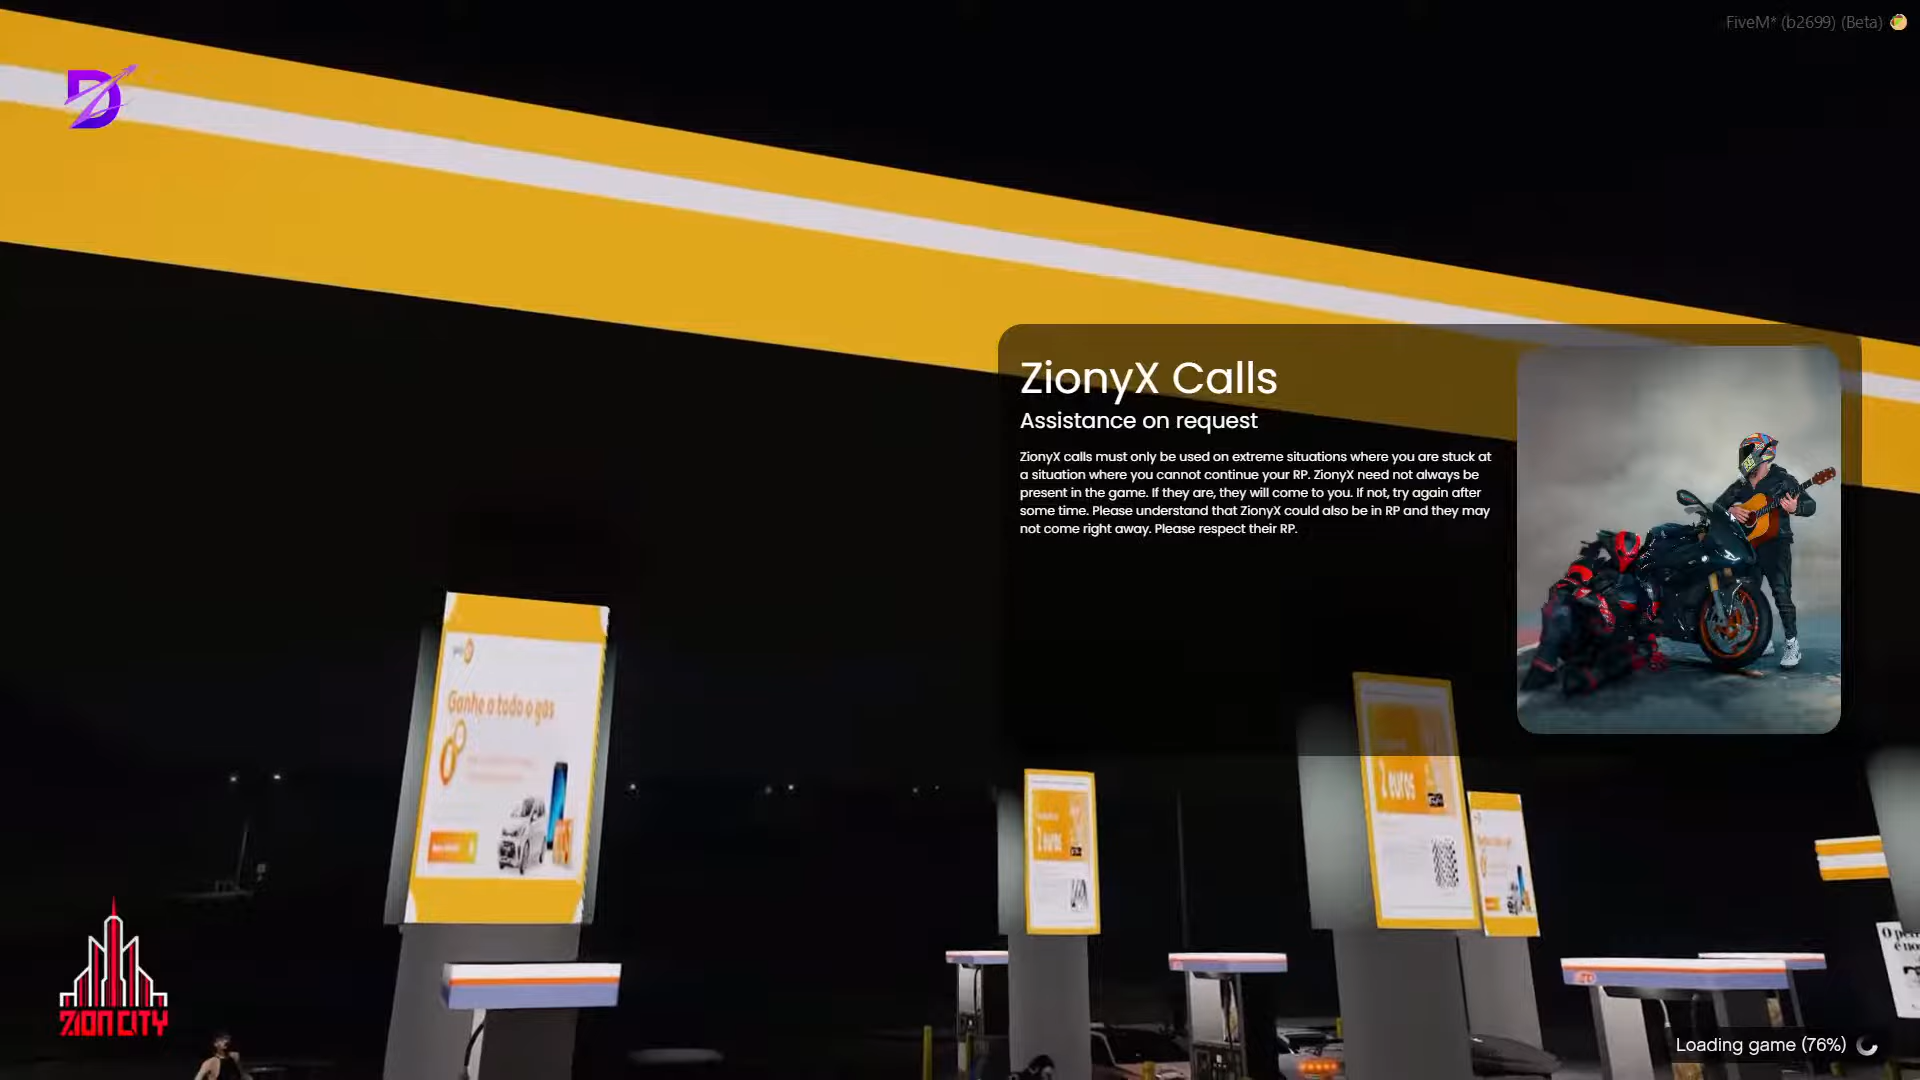 FiveM* (b2699) (Beta)
ZionyX Calls
Assistance on request
ZionyX calls must only be used on extreme situations where you are stuck at
a situation where you cannot continue your RP. ZionyX need not always be
present in the game. If they are, they will come to you. If not, try again after
some time. Please understand that ZionyX could also be in RP and they may
not come right away. Please respect their RP.
Ganhe a todo o gás
2 euros
2 euros
ZION CITY
Loading game (76%)